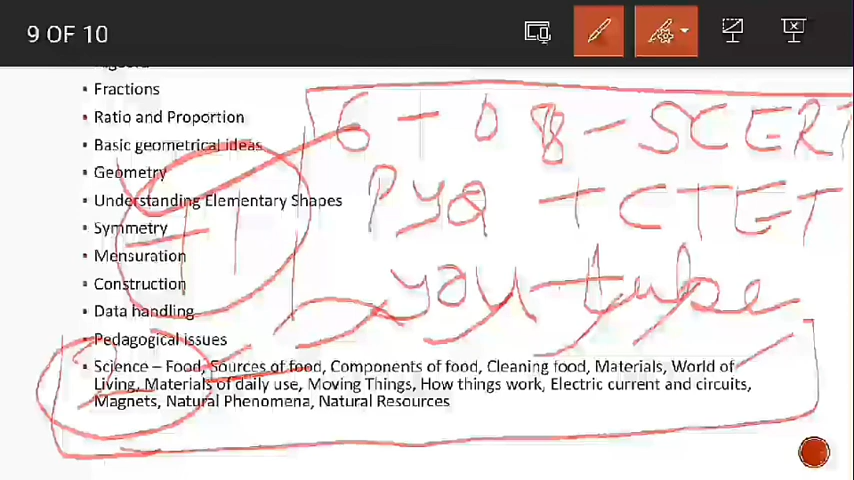 9 OF 10
Fractions
Ratio and Proportion
Basic geometrical ideas
Geometry
Understanding Elementary Shapes
Symmetry
Mensuration
Construction
Data handling
Pedagogical issues
Science – Food, Sources of food, Components of food, Cleaning food, Materials, World of
Living, Materials of daily use, Moving Things, How things work, Electric current and circuits,
Magnets, Natural Phenomena, Natural Resources
6 - 08 - SCERT
PYQ + CTET
you-tube